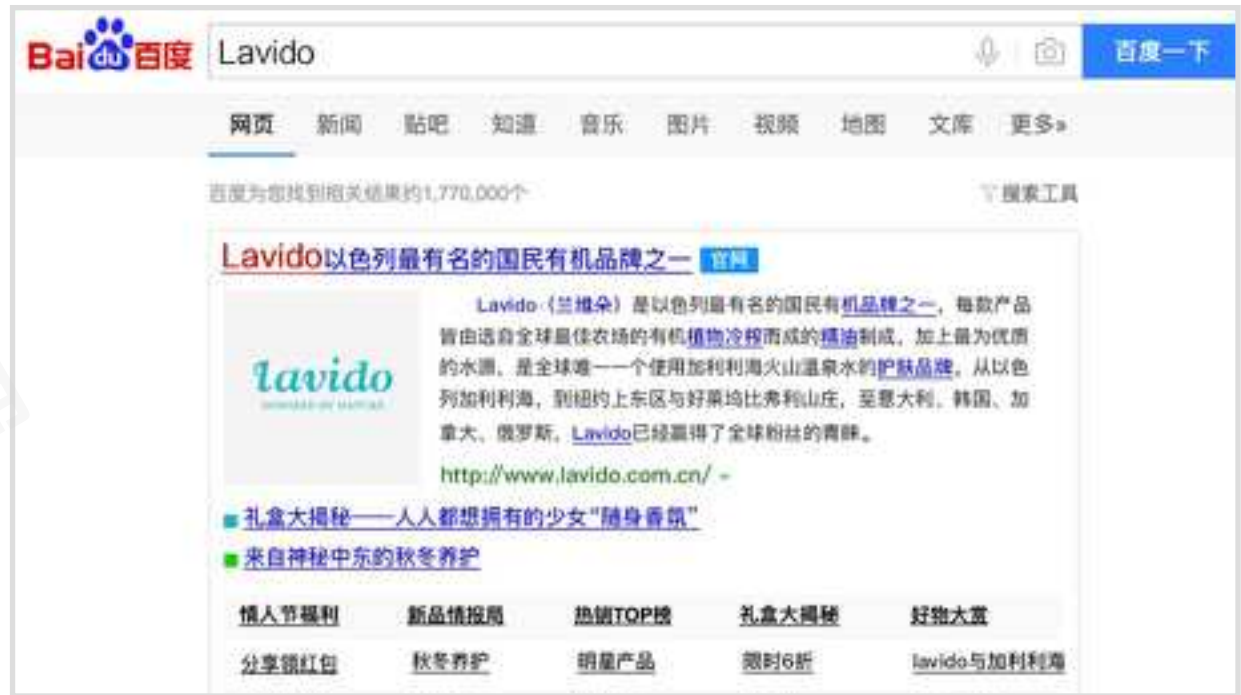 Baidu百度 Lavido 百度一下
网页 新闻 贴吧 知道 音乐 图片 视频 地图 文库 更多»
百度为您找到相关结果约1,770,000个 搜索工具
Lavido以色列最有名的国民有机品牌之一 官网
Lavido（兰维朵）是以色列最有名的国民有机品牌之一，每款产品
皆由选自全球最佳农场的有机植物冷榨而成的精油制成，加上最为优质
的水源，是全球唯一一个使用加利利海火山温泉水的护肤品牌，从以色
列加利利海，到纽约上东区与好莱坞比弗利山庄，至意大利、韩国、加
拿大、俄罗斯，Lavido已经赢得了全球粉丝的青睐。
lavido
http://www.lavido.com.cn/
礼盒大揭秘——人人都想拥有的少女“随身香氛”
来自神秘中东的秋冬养护
情人节福利 新品情报局 热销TOP榜 礼盒大揭秘 好物大赏
分享领红包 秋冬养护 明星产品 限时6折 lavido与加利利海